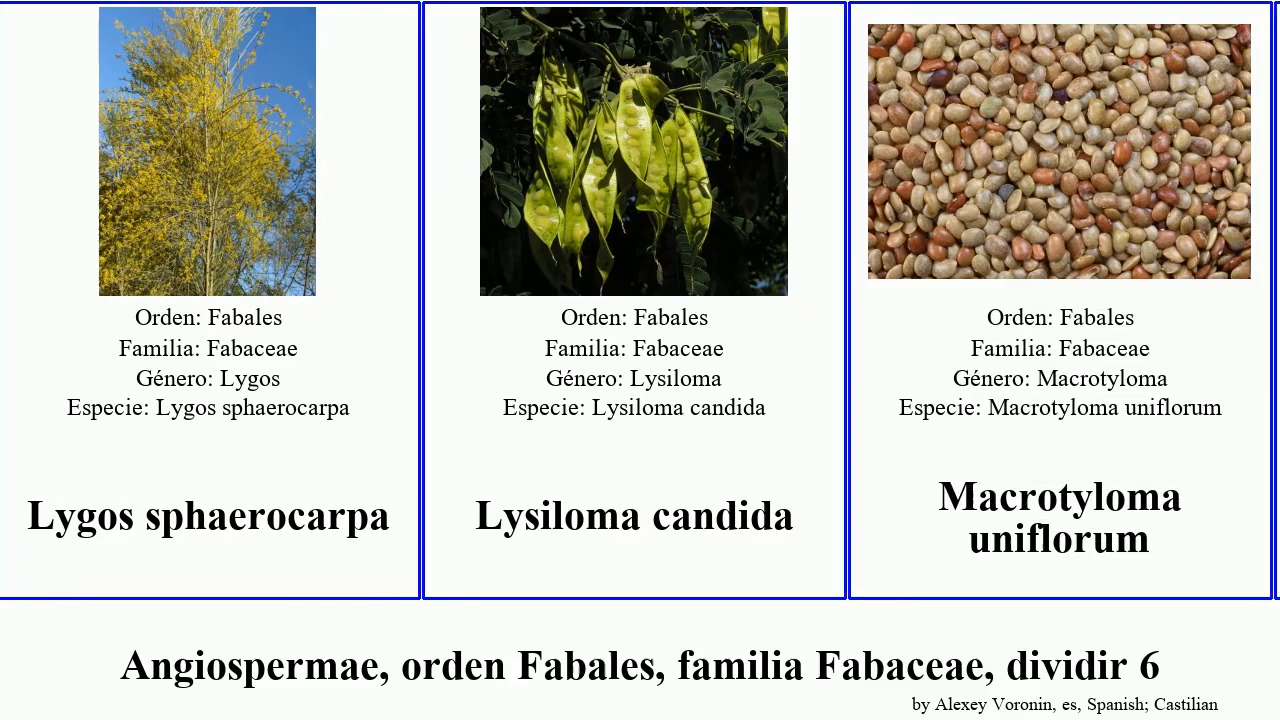 Orden: Fabales
Familia: Fabaceae
Género: Lygos
Especie: Lygos sphaerocarpa
Lygos sphaerocarpa
Orden: Fabales
Familia: Fabaceae
Género: Lysiloma
Especie: Lysiloma candida
Lysiloma candida
Orden: Fabales
Familia: Fabaceae
Género: Macrotyloma
Especie: Macrotyloma uniflorum
Macrotyloma
uniflorum
Angiospermae, orden Fabales, familia Fabaceae, dividir 6
by Alexey Voronin, es, Spanish; Castilian